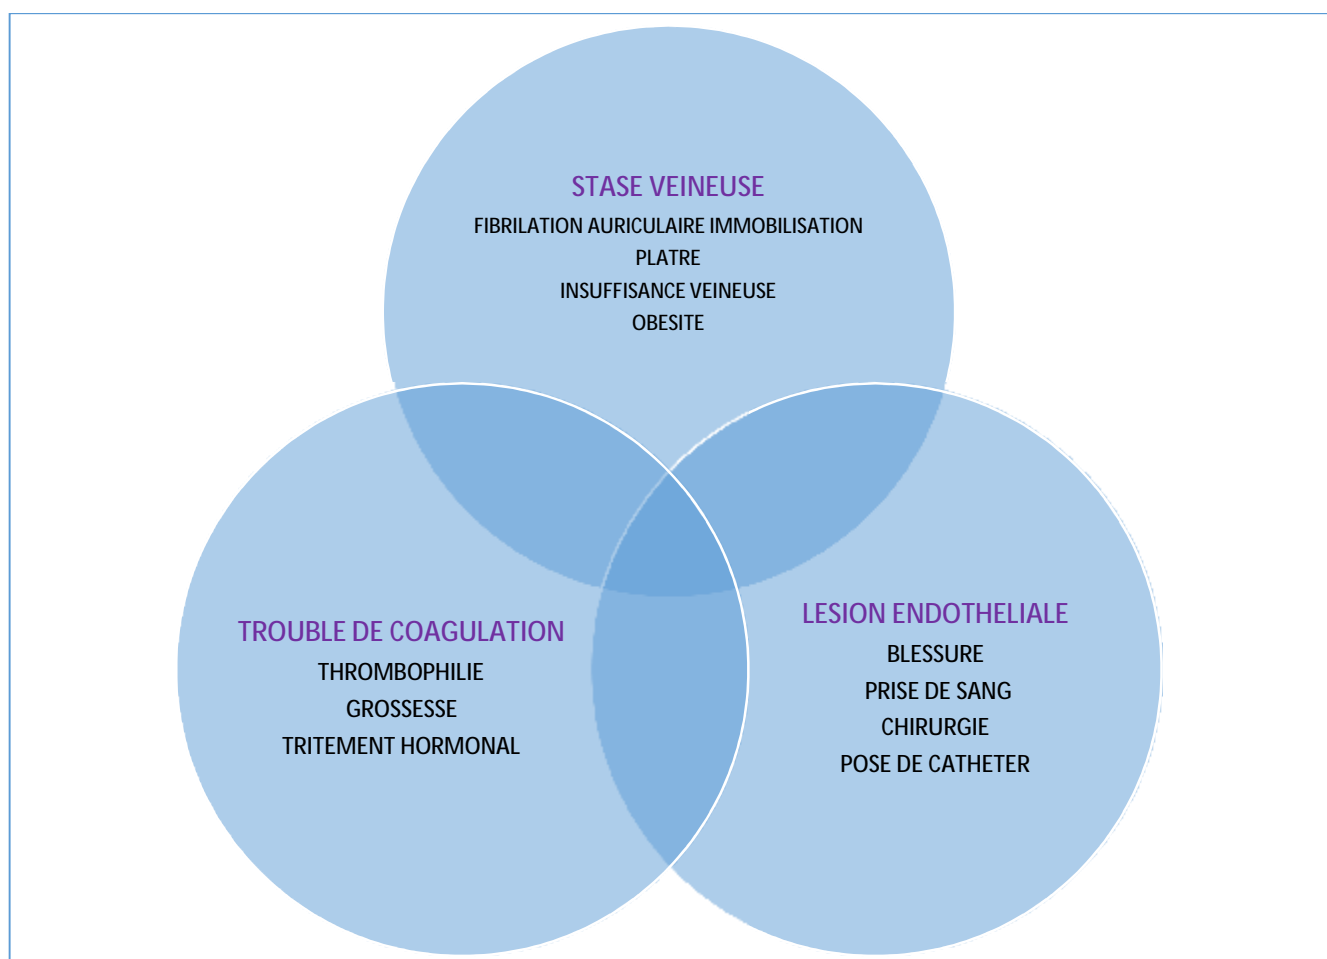 STASE VEINEUSE
FIBRILATION AURICULAIRE IMMOBILISATION
PLATRE
INSUFFISANCE VEINEUSE
OBESITE
TROUBLE DE COAGULATION
THROMBOPHILIE
GROSSESSE
TRITEMENT HORMONAL
LESION ENDOTHELIALE
BLESSURE
PRISE DE SANG
CHIRURGIE
POSE DE CATHETER